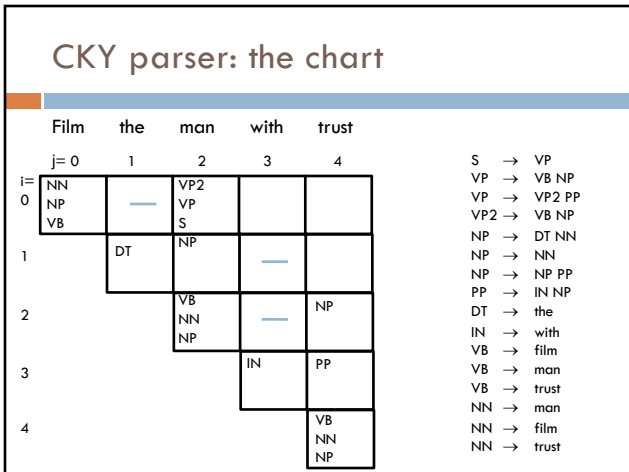 CKY parser: the chart
Film the man with trust
j= 0 1 2 3 4
i=
0
NN
NP
VB
—
VP2
VP
S
1
DT
NP
—
2
VB
NN
NP
—
NP
3
IN
PP
4
VB
NN
NP
S → VP
VP → VB NP
VP → VP2 PP
VP2 → VB NP
NP → DT NN
NP → NN
NP → NP PP
PP → IN NP
DT → the
IN → with
VB → film
VB → man
VB → trust
NN → man
NN → film
NN → trust